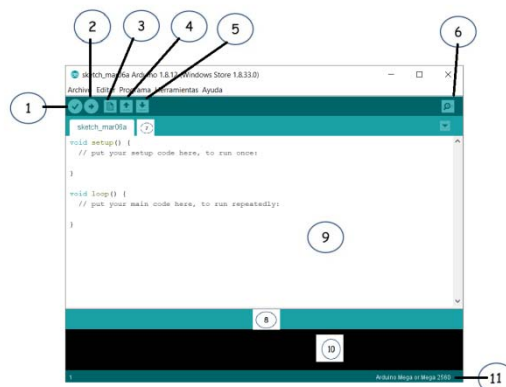 2 3 4 5 6
1
sketch_mar06a Arduino 1.8.12 (Windows Store 1.8.33.0)
Archivo Editar Programa Herramientas Ayuda
sketch_mar06a 7
void setup() {
// put your setup code here, to run once:
}
void loop() {
// put your main code here, to run repeatedly:
}
9
8
10
1 Arduino Mega or Mega 2560 11